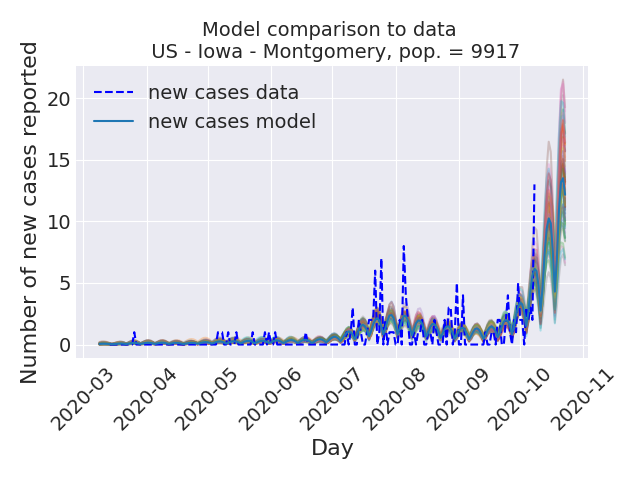 Model comparison to data
US - Iowa - Montgomery, pop. = 9917
new cases data
new cases model
Number of new cases reported
20
15
10
5
0
2020-03
2020-04
2020-05
2020-06
2020-07
2020-08
2020-09
2020-10
2020-11
Day